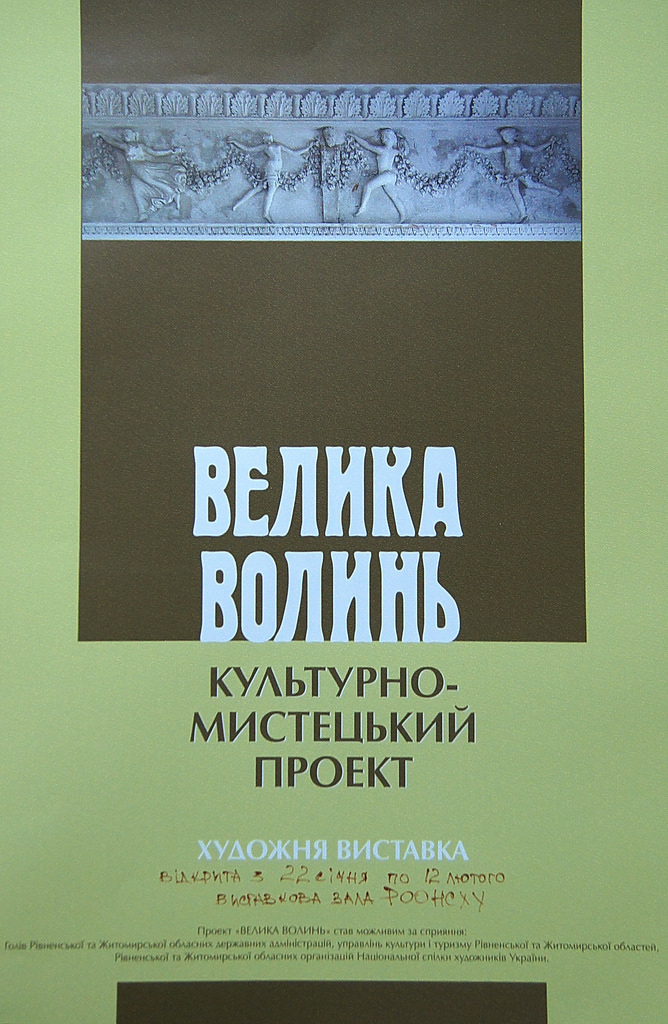 ВЕЛИКА
ВОЛИНЬ
КУЛЬТУРНО-
МИСТЕЦЬКИЙ
ПРОЕКТ
ХУДОЖНЯ ВИСТАВКА
ВІДКРИТА З 22 СІЧНЯ ПО 12 ЛЮТОГО
ВИСТАВКОВА ЗАЛА РООНСХУ
Проект «ВЕЛИКА ВОЛИНЬ» став можливим за сприяння:
Голів Рівненської та Житомирської обласних державних адміністрацій, управлінь культури і туризму Рівненської та Житомирської областей,
Рівненської та Житомирської обласних організацій Національної спілки художників України.